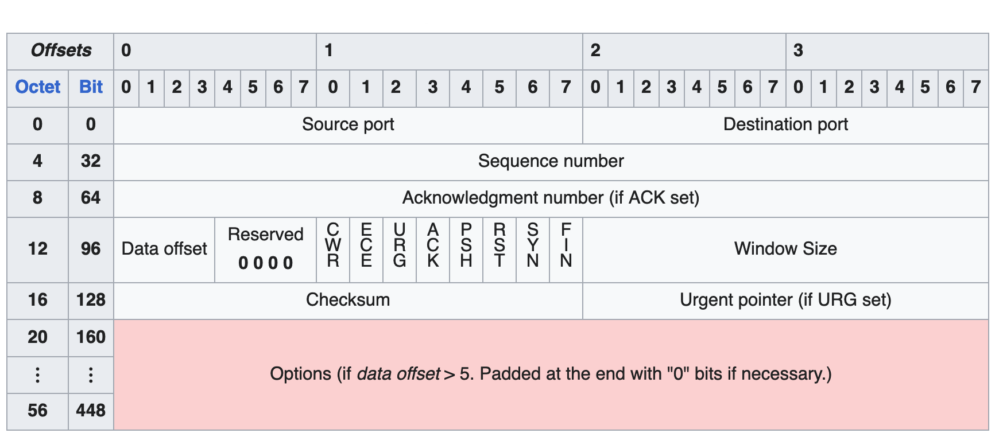 Offsets 0 1 2 3
Octet Bit 0 1 2 3 4 5 6 7 0 1 2 3 4 5 6 7 0 1 2 3 4 5 6 7 0 1 2 3 4 5 6 7
0 0 Source port Destination port
4 32 Sequence number
8 64 Acknowledgment number (if ACK set)
12 96 Data offset Reserved 0 0 0 0 CWR ECE URG ACK PSH RST SYN FIN Window Size
16 128 Checksum Urgent pointer (if URG set)
20 160
⋮ ⋮ Options (if data offset > 5. Padded at the end with "0" bits if necessary.)
56 448